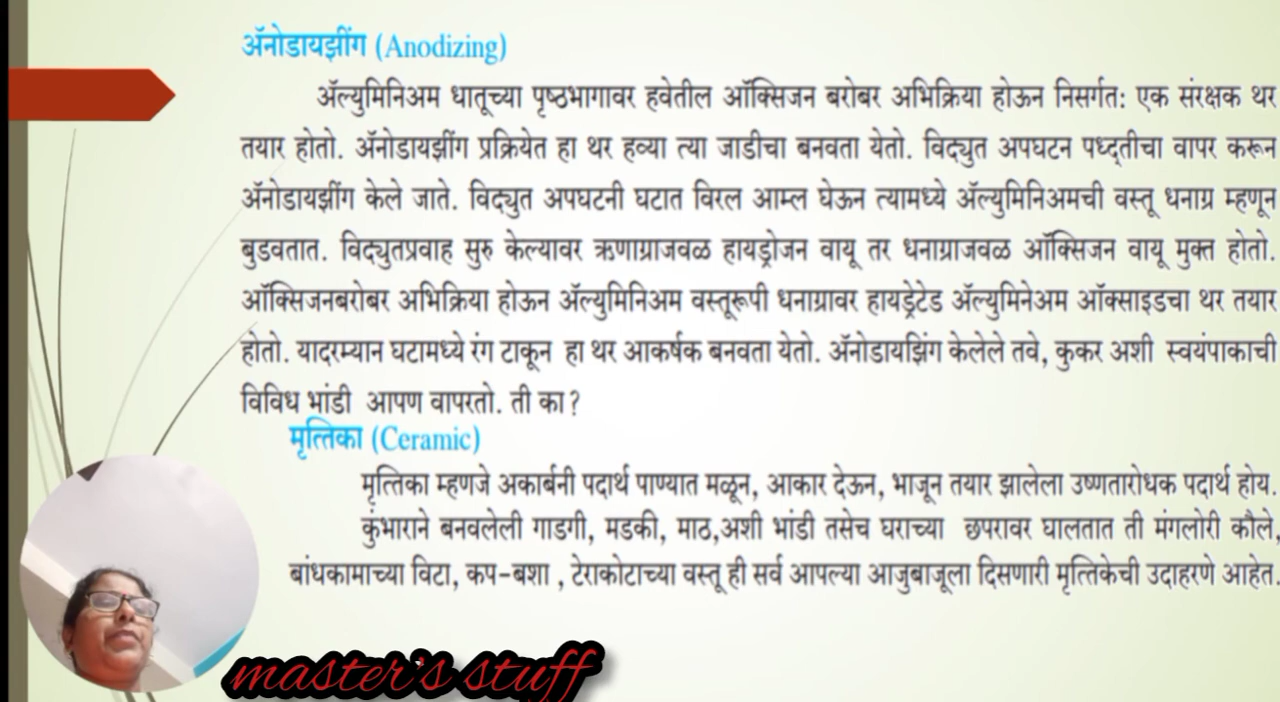 ॲनोडायझींग (Anodizing)
ॲल्युमिनिअम धातूच्या पृष्ठभागावर हवेतील ऑक्सिजन बरोबर अभिक्रिया होऊन निसर्गत: एक संरक्षक थर
तयार होतो. ॲनोडायझींग प्रक्रियेत हा थर हव्या त्या जाडीचा बनवता येतो. विद्युत अपघटन पध्दतीचा वापर करून
ॲनोडायझींग केले जाते. विद्युत अपघटनी घटात विरल आम्ल घेऊन त्यामध्ये ॲल्युमिनिअमची वस्तू धनाग्र म्हणून
बुडवतात. विद्युतप्रवाह सुरु केल्यावर ऋणाग्राजवळ हायड्रोजन वायू तर धनाग्राजवळ ऑक्सिजन वायू मुक्त होतो.
ऑक्सिजनबरोबर अभिक्रिया होऊन ॲल्युमिनिअम वस्तूरूपी धनाग्रावर हायड्रेटेड ॲल्युमिनेअम ऑक्साइडचा थर तयार
होतो. यादरम्यान घटामध्ये रंग टाकून हा थर आकर्षक बनवता येतो. ॲनोडायझिंग केलेले तवे, कुकर अशी स्वयंपाकाची
विविध भांडी आपण वापरतो. ती का?
मृत्तिका (Ceramic)
मृत्तिका म्हणजे अकार्बनी पदार्थ पाण्यात मळून, आकार देऊन, भाजून तयार झालेला उष्णतारोधक पदार्थ होय.
कुंभाराने बनवलेली गाडगी, मडकी, माठ,अशी भांडी तसेच घराच्या छपरावर घालतात ती मंगलोरी कौले,
बांधकामाच्या विटा, कप-बशा , टेराकोटाच्या वस्तू ही सर्व आपल्या आजुबाजूला दिसणारी मृत्तिकेची उदाहरणे आहेत.
master's stuff